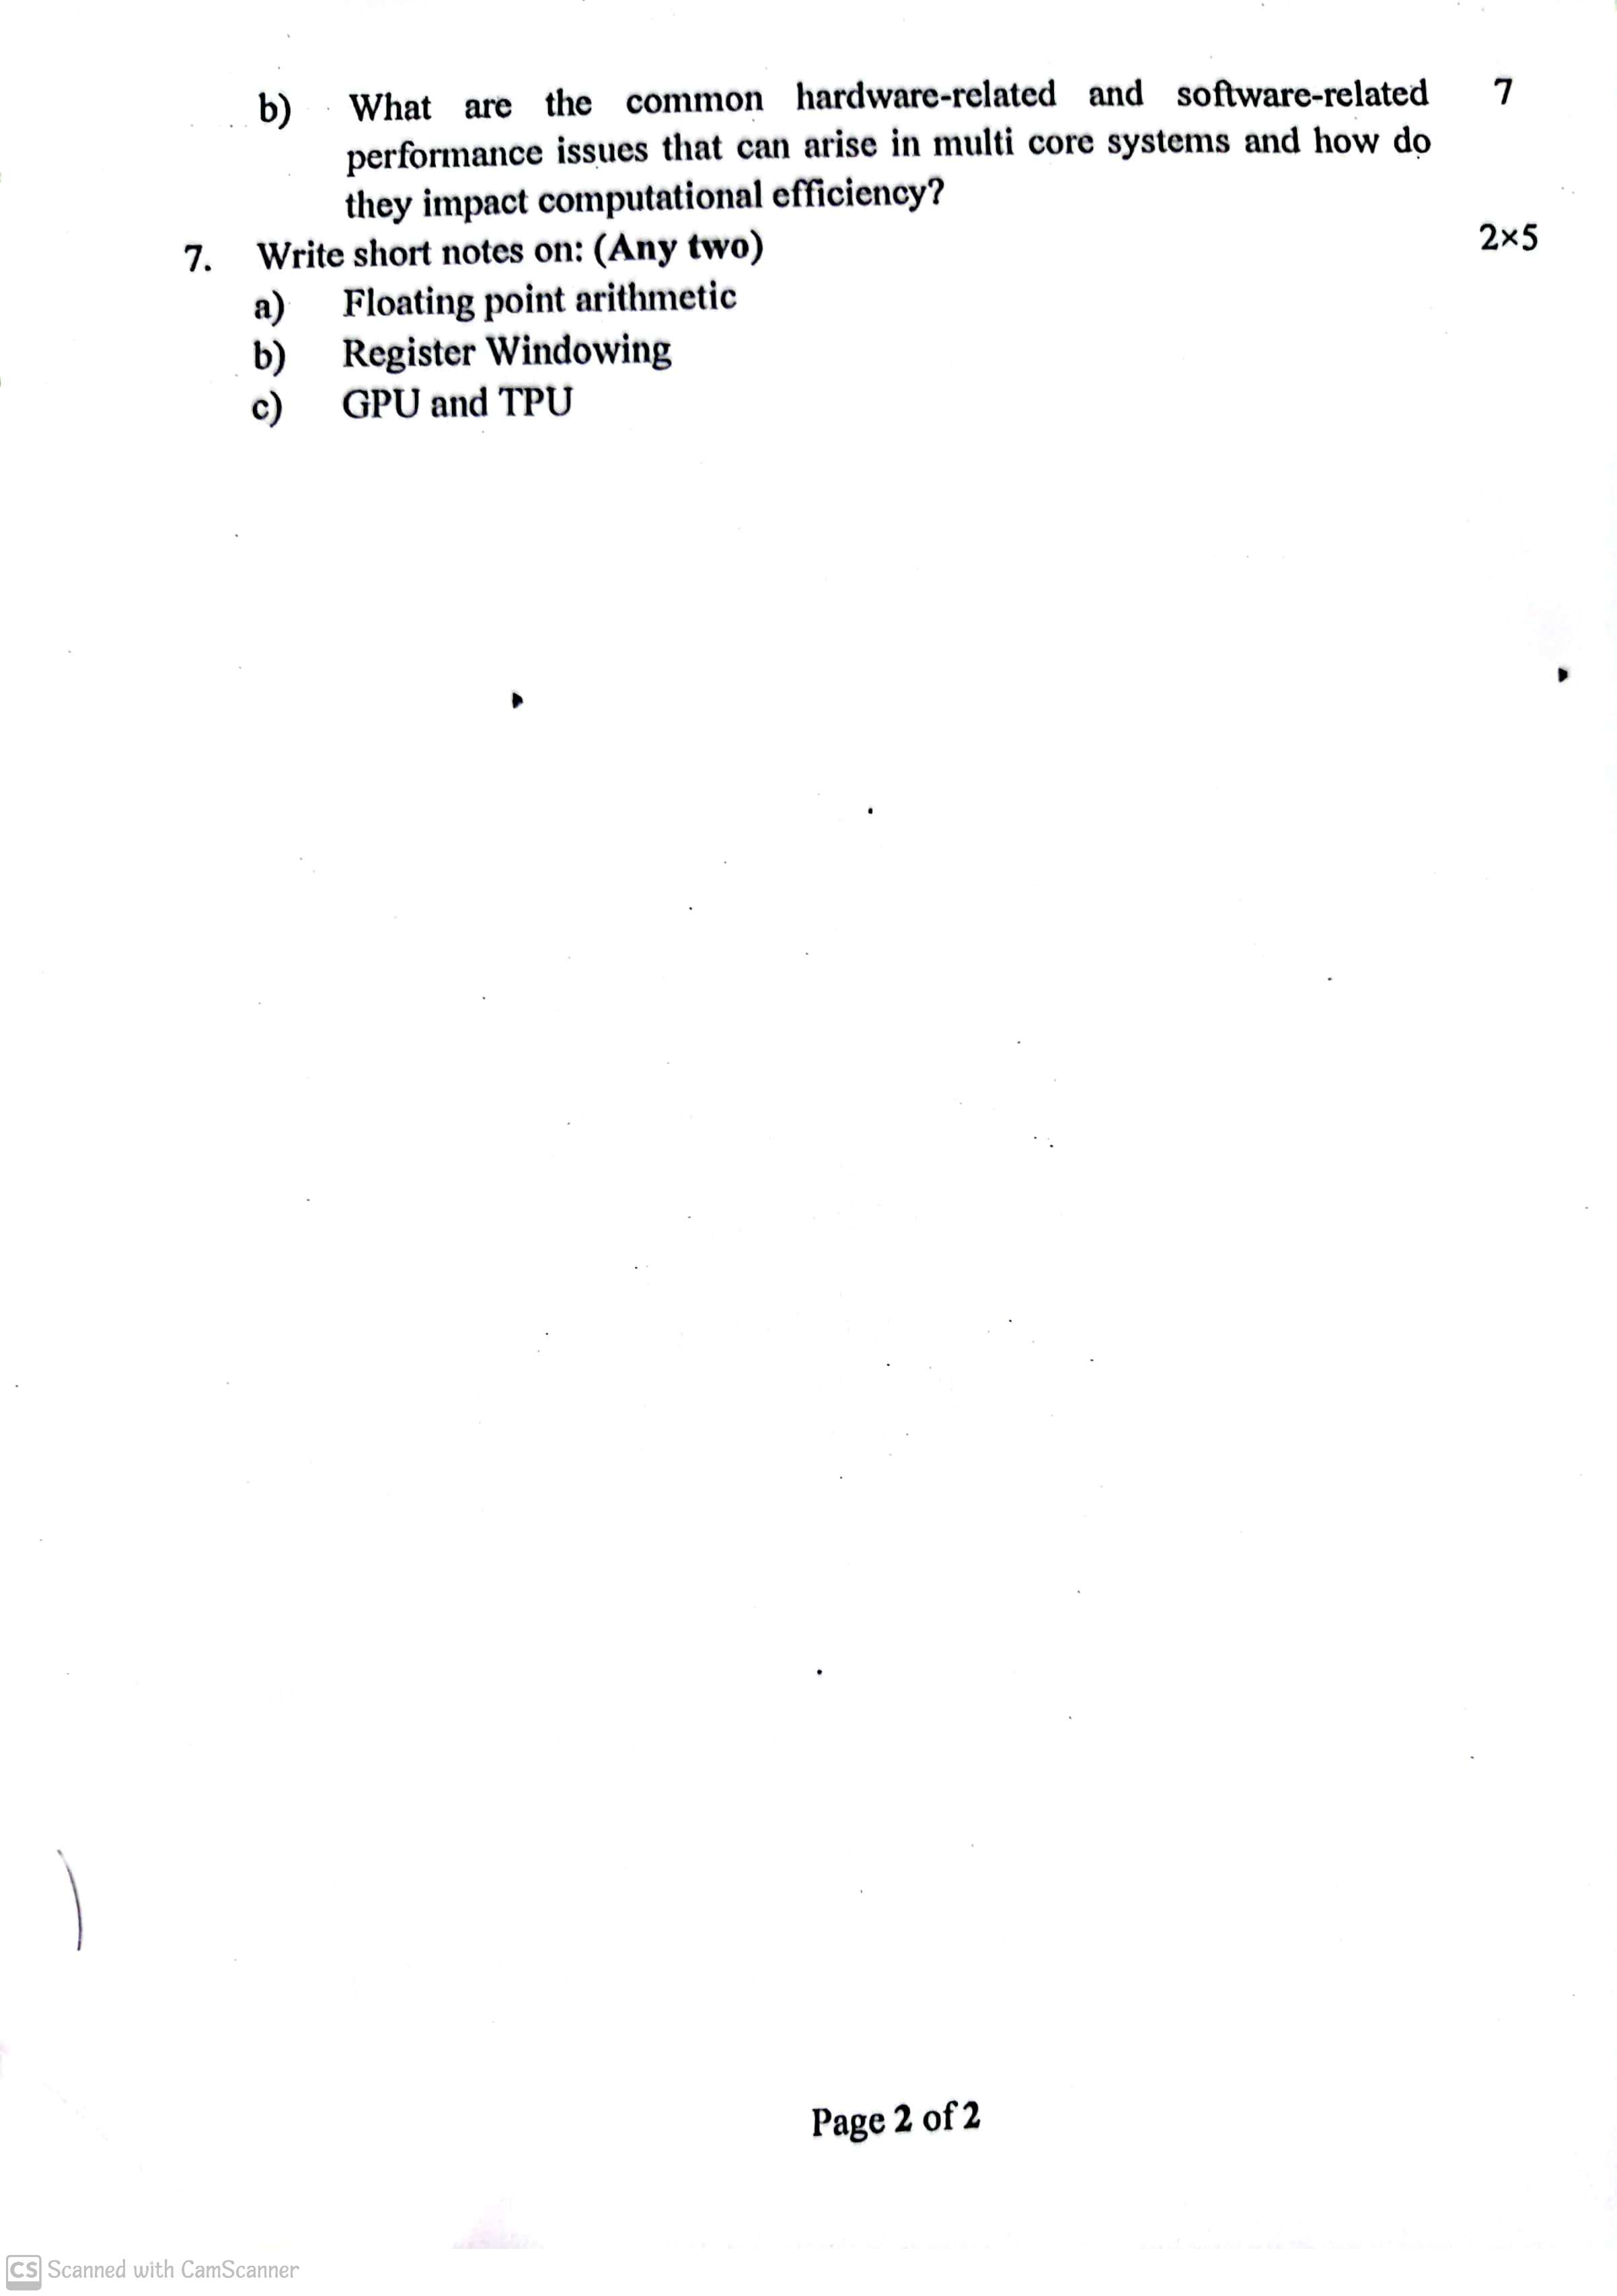 b) What are the common hardware-related and software-related 7
performance issues that can arise in multi core systems and how do
they impact computational efficiency?
7. Write short notes on: (Any two) 2×5
a) Floating point arithmetic
b) Register Windowing
c) GPU and TPU
Page 2 of 2
CS Scanned with CamScanner